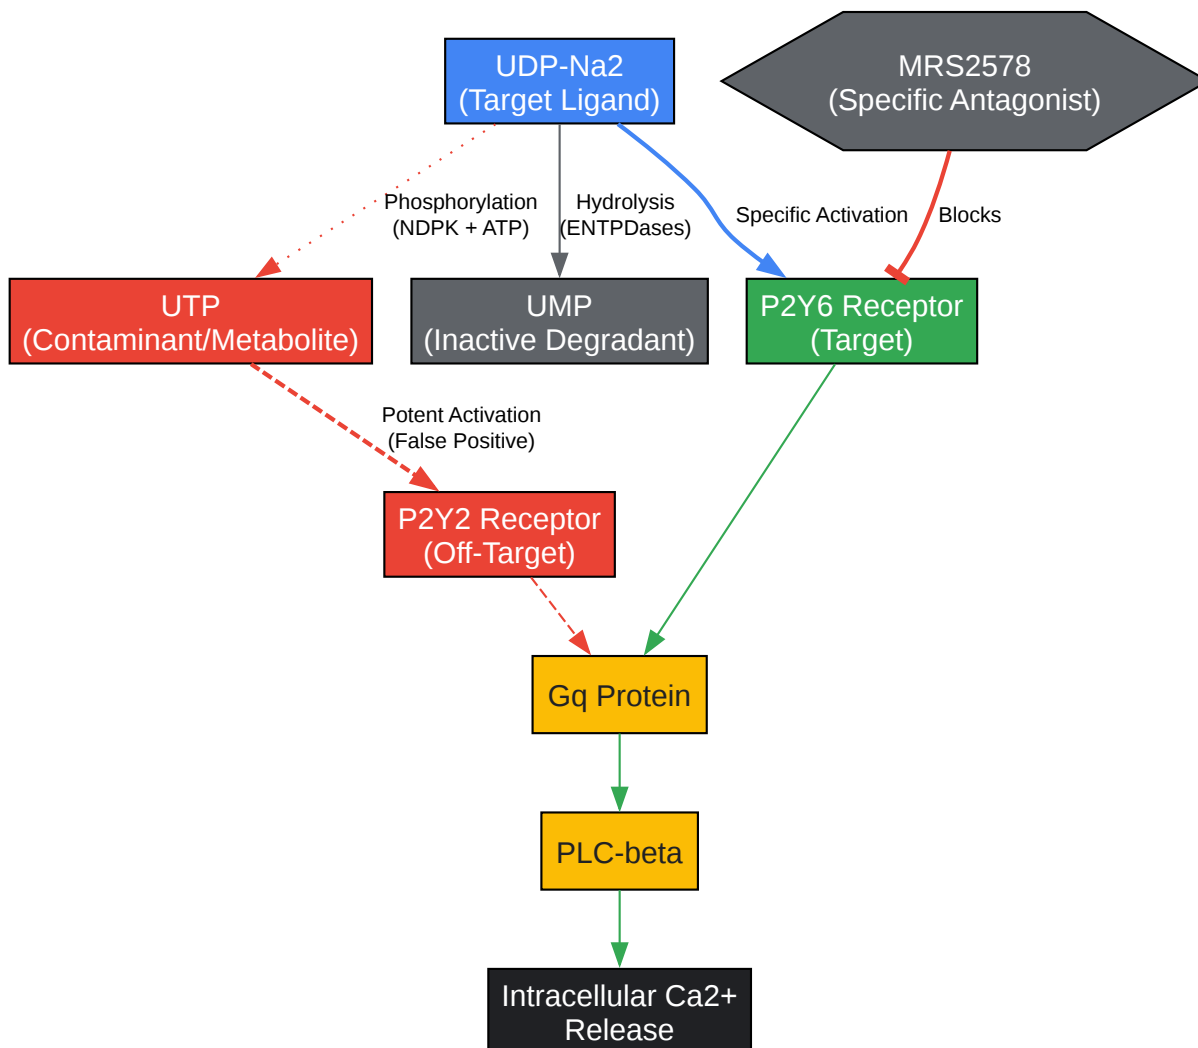 UDP-Na2
(Target Ligand)
MRS2578
(Specific Antagonist)
Phosphorylation
(NDPK + ATP)
Hydrolysis
(ENTPDases)
Specific Activation
Blocks
UTP
(Contaminant/Metabolite)
UMP
(Inactive Degradant)
P2Y6 Receptor
(Target)
Potent Activation
(False Positive)
P2Y2 Receptor
(Off-Target)
Gq Protein
PLC-beta
Intracellular Ca2+
Release